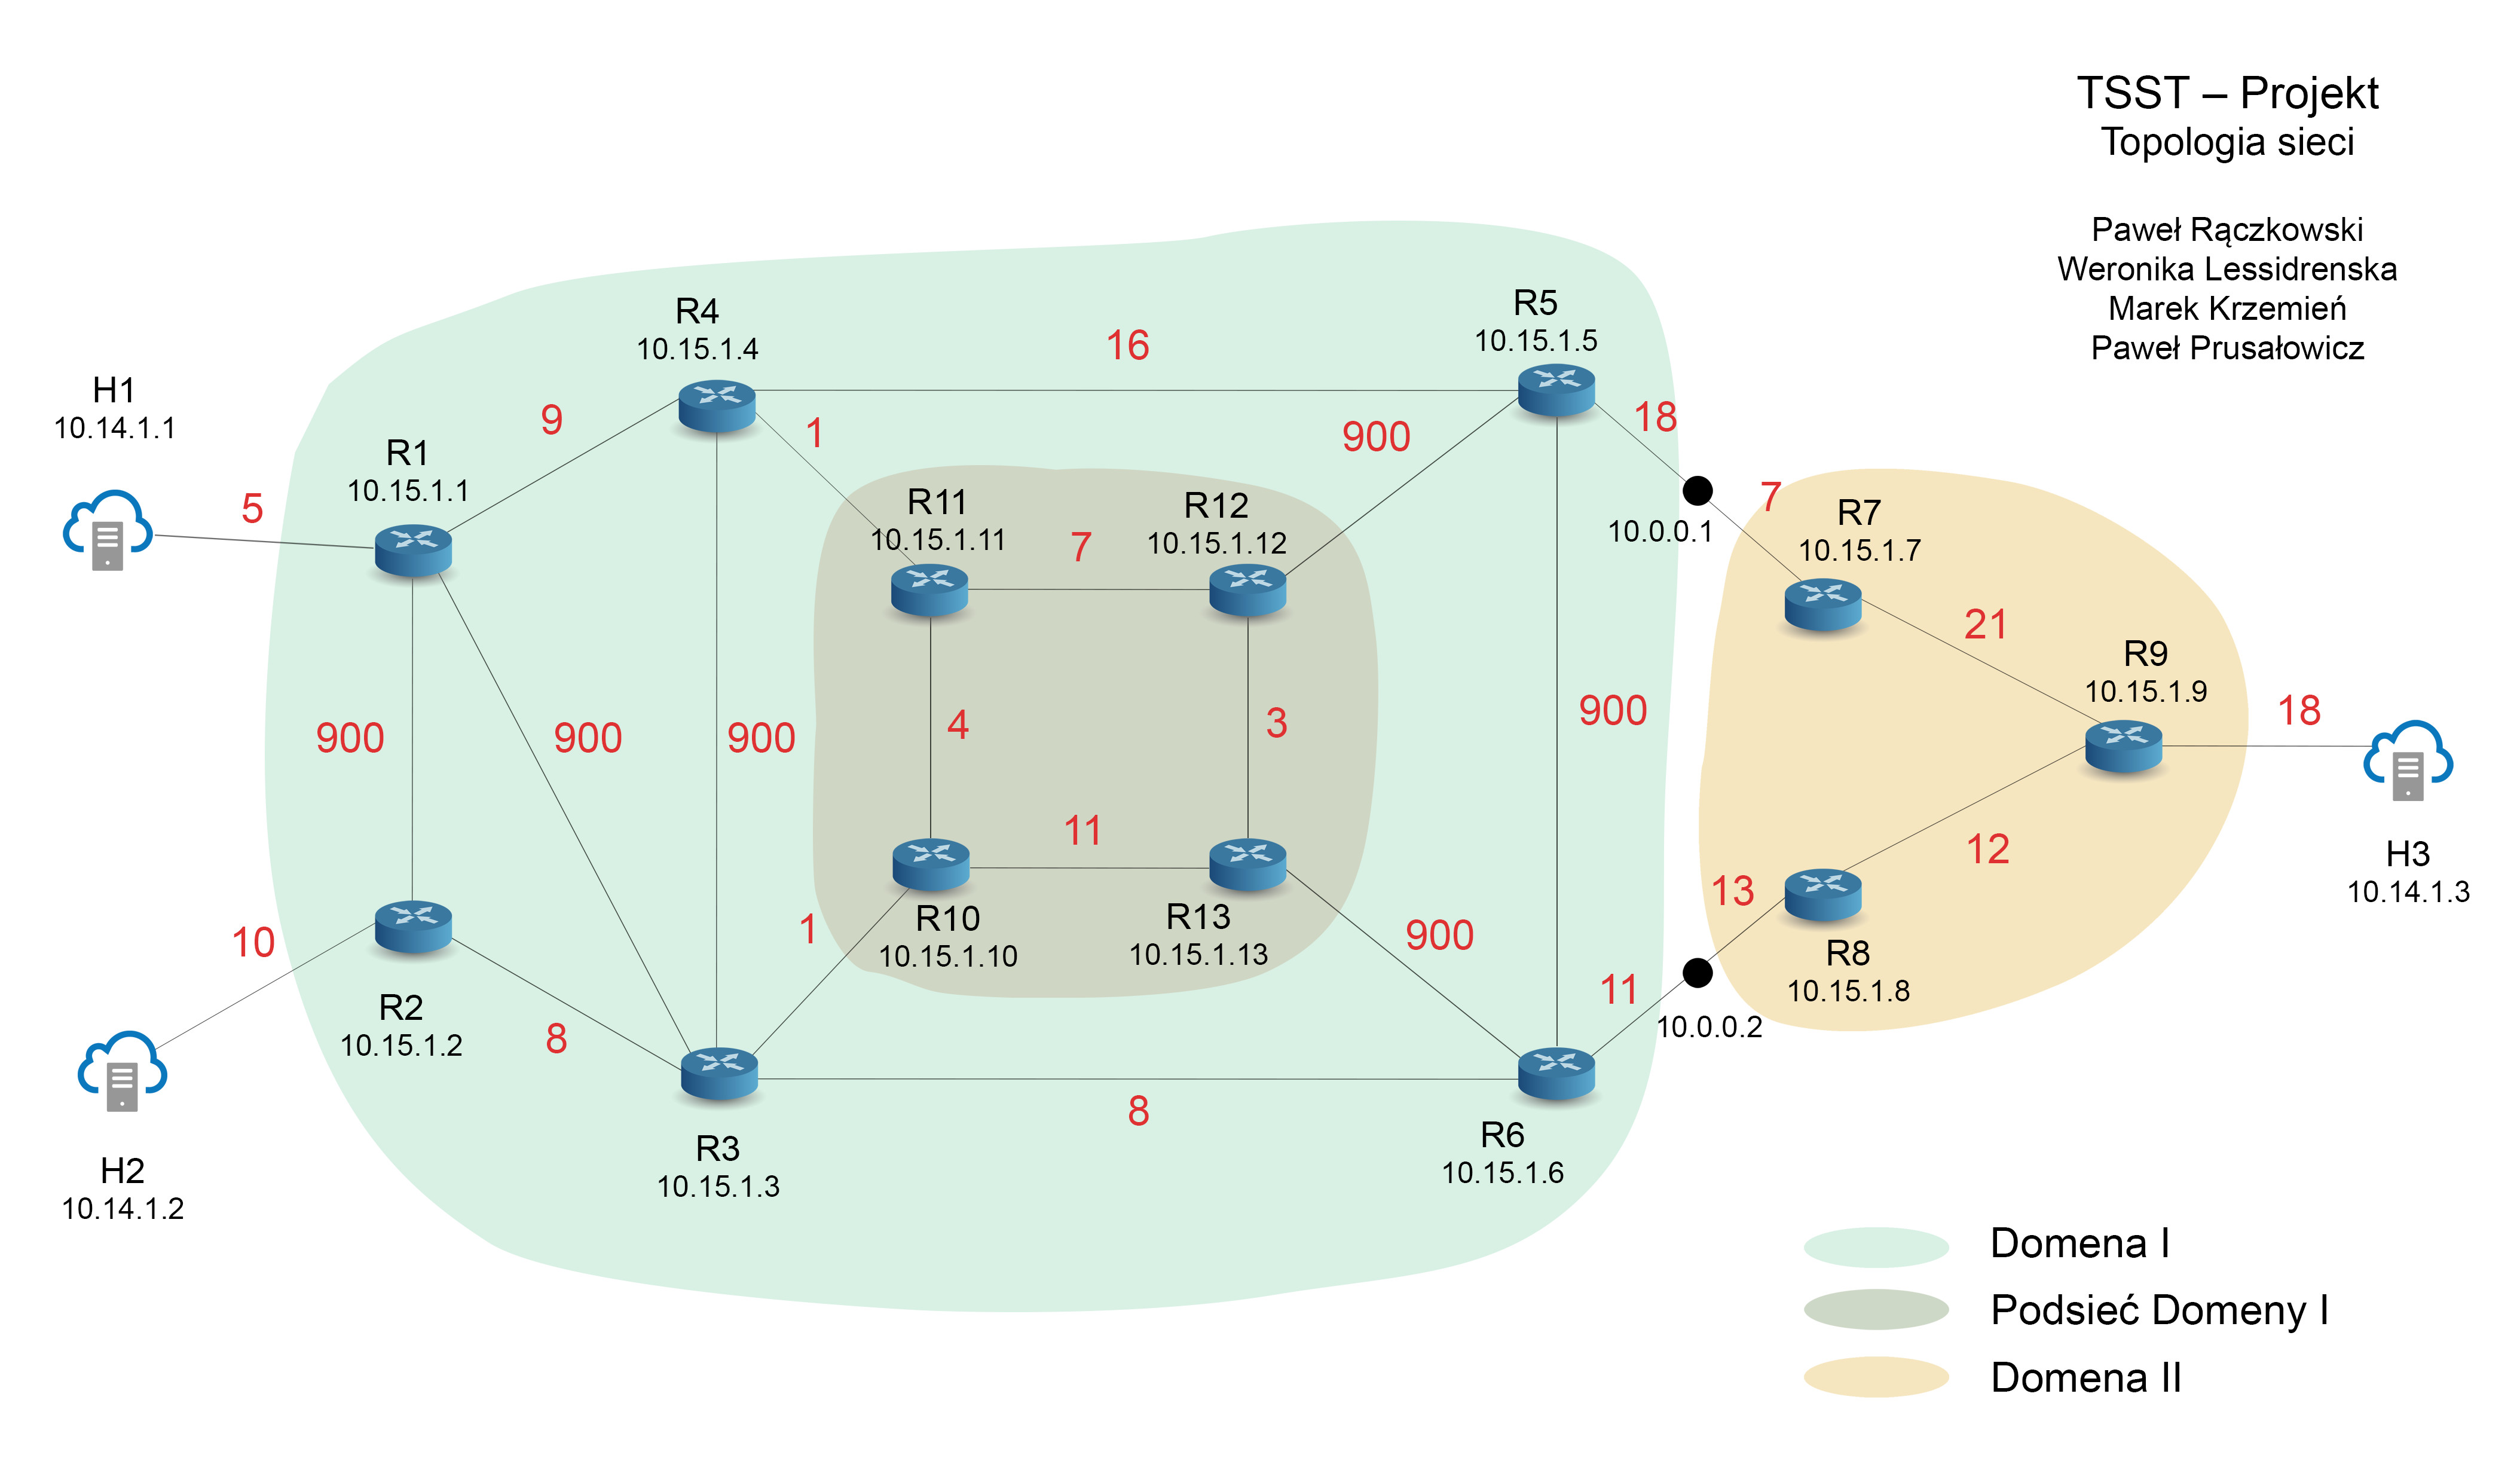 TSST – Projekt
Topologia sieci
Paweł Rączkowski
Weronika Lessidrenska
Marek Krzemień
Paweł Prusałowicz
H1
10.14.1.1
5
R1
10.15.1.1
9
R4
10.15.1.4
16
R5
10.15.1.5
1
900
18
R11
10.15.1.11
7
R12
10.15.1.12
10.0.0.1
7
R7
10.15.1.7
21
R9
10.15.1.9
18
900
900
900
4
3
900
H3
10.14.1.3
12
11
13
10
R2
10.15.1.2
8
1
R10
10.15.1.10
R13
10.15.1.13
900
11
R8
10.15.1.8
10.0.0.2
8
H2
10.14.1.2
R3
10.15.1.3
R6
10.15.1.6
Domena I
Podsieć Domeny I
Domena II